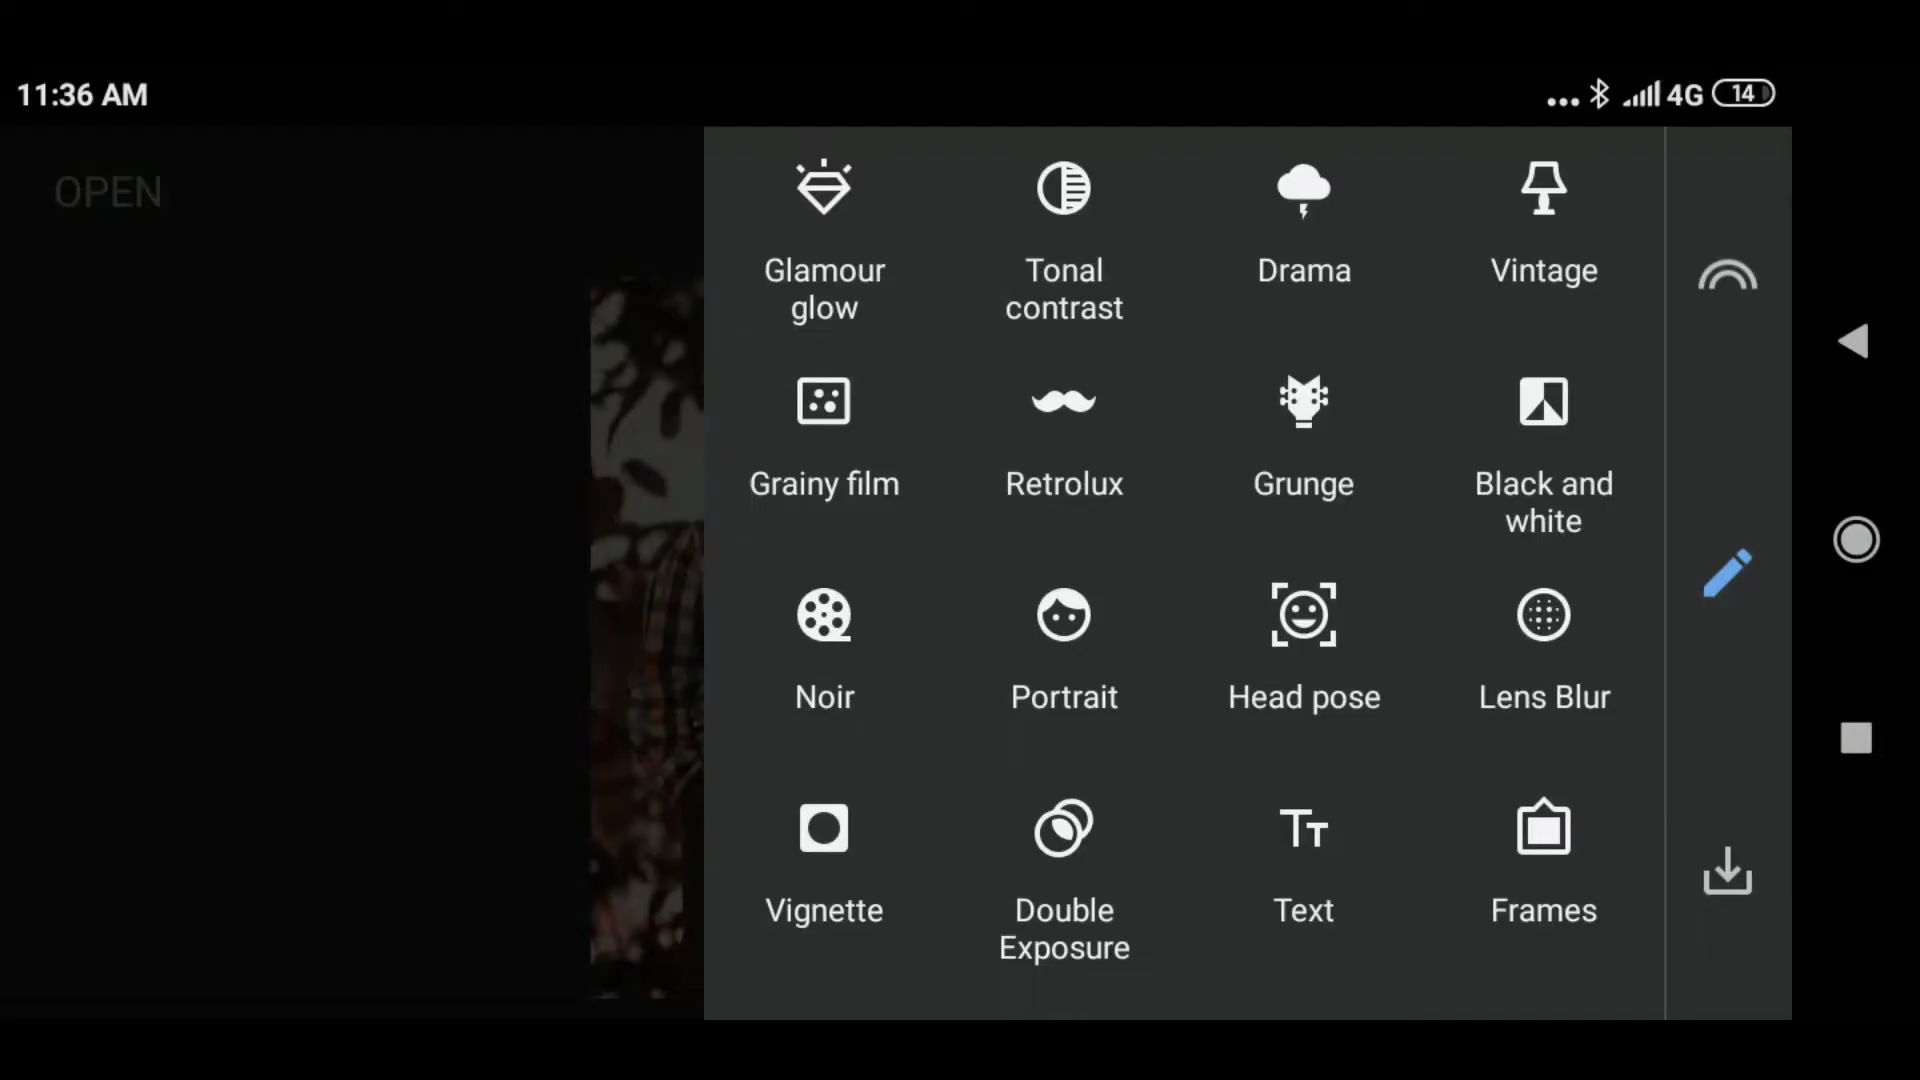 11:36 AM
4G 14
OPEN
Glamour
glow
Tonal
contrast
Drama
Vintage
Grainy film
Retrolux
Grunge
Black and
white
Noir
Portrait
Head pose
Lens Blur
Vignette
Double
Exposure
Text
Frames